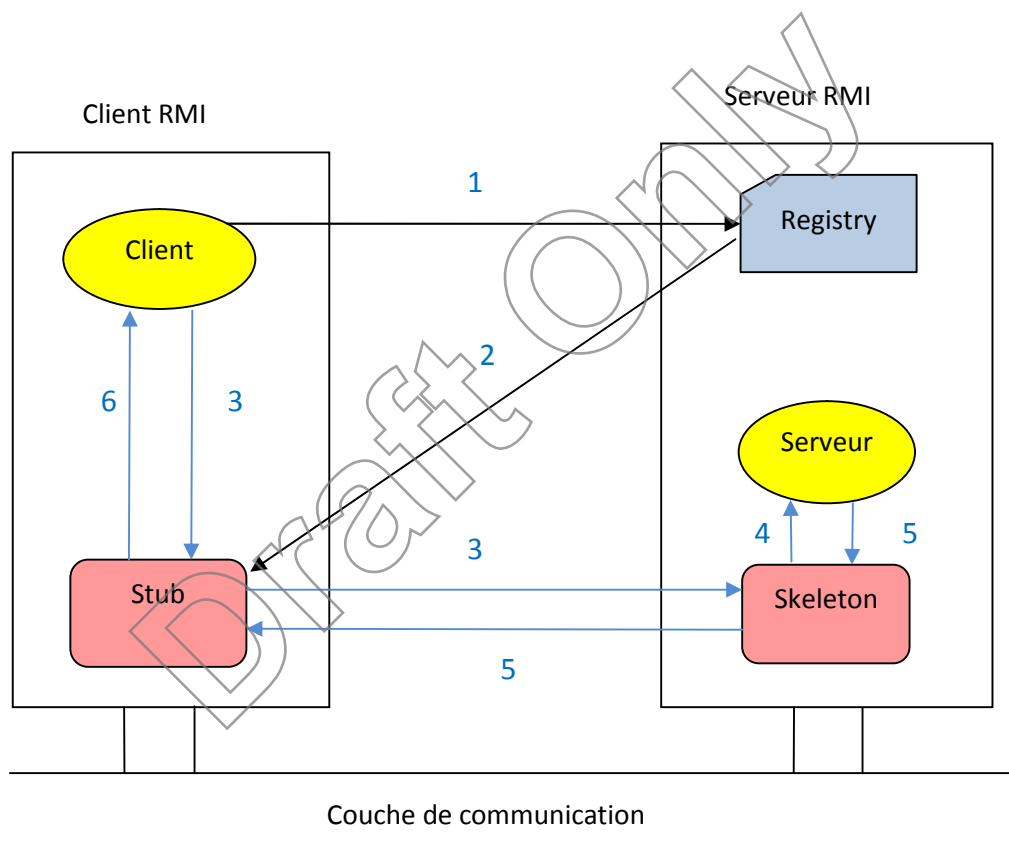 Client RMI
Serveur RMI
1
Registry
Client
2
6
3
Serveur
4
5
3
Stub
Skeleton
5
Couche de communication
Draft Only